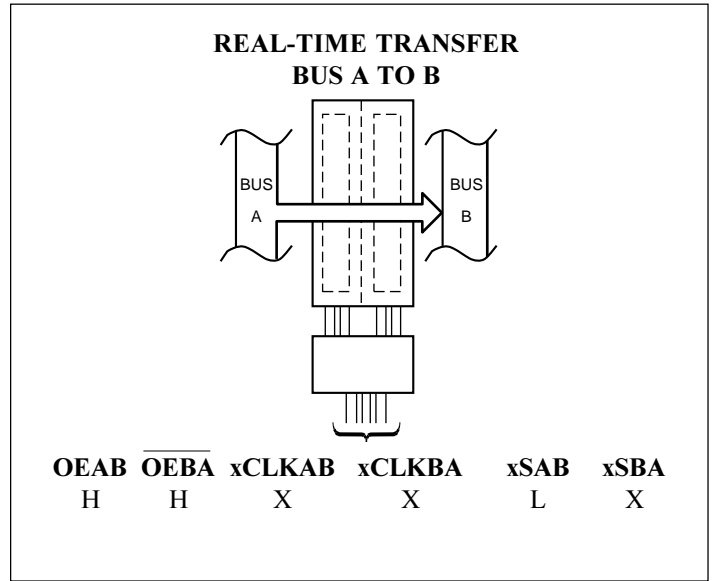 REAL-TIME TRANSFER
BUS A TO B
BUS
A
BUS
B
OEAB OEBA xCLKAB xCLKBA xSAB xSBA
H H X X L X